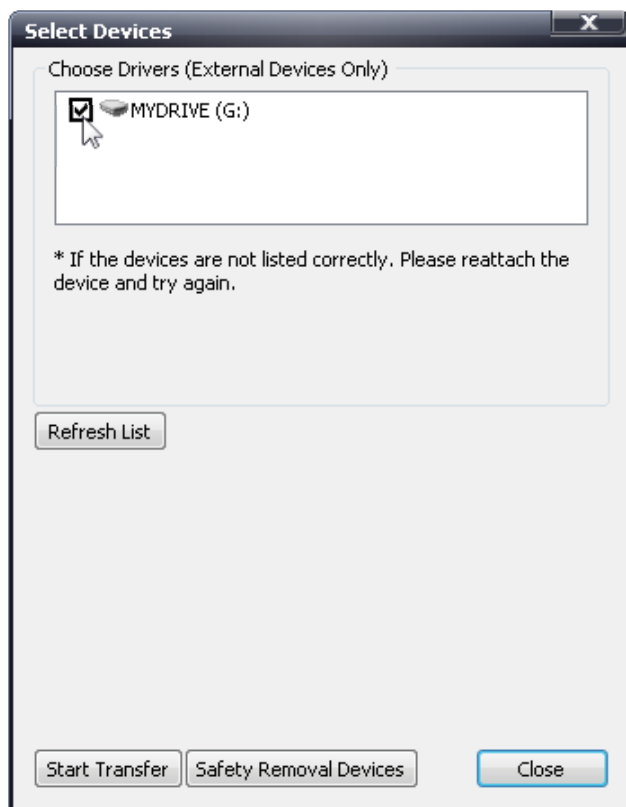 Select Devices
X
Choose Drivers (External Devices Only)
MYDRIVE (G:)
* If the devices are not listed correctly. Please reattach the
device and try again.
Refresh List
Start Transfer
Safety Removal Devices
Close